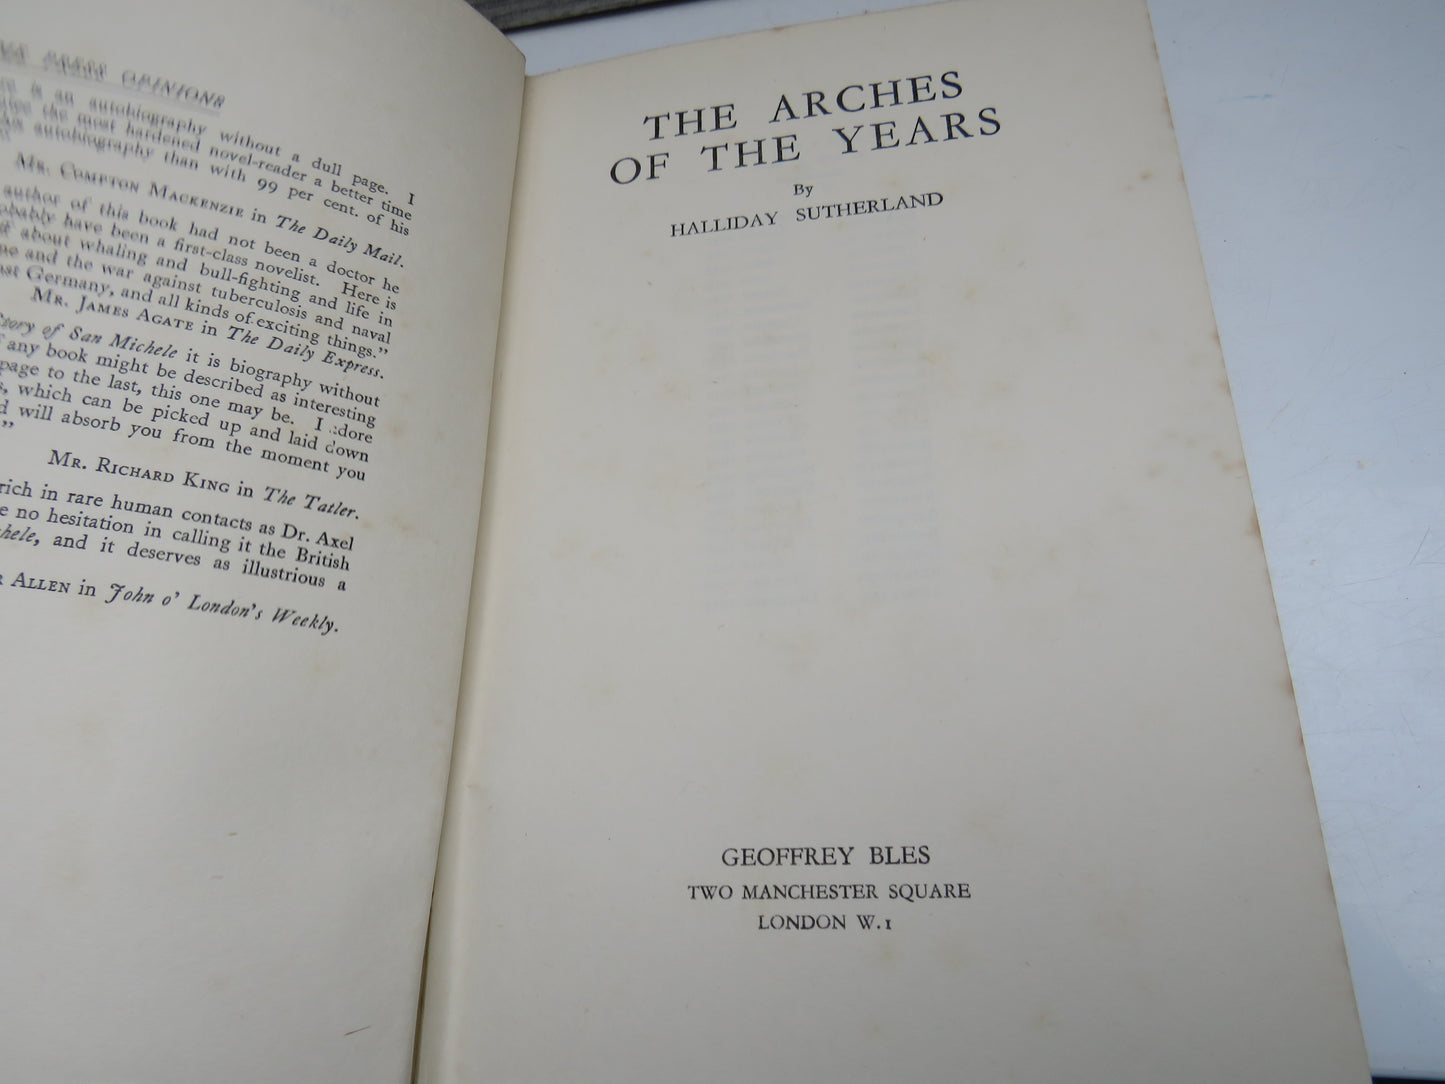 PRESS OPINIONS
is an autobiography without a dull page. I
the most hardened novel-reader a better time
autobiography than with 99 per cent. of his
Mr. Compton Mackenzie in The Daily Mail.
author of this book had not been a doctor he
have been a first-class novelist. Here is
about whaling and bull-fighting and life in
and the war against tuberculosis and naval
Germany, and all kinds of exciting things."
Mr. James Agate in The Daily Express.
Story of San Michele it is biography without
any book might be described as interesting
page to the last, this one may be. I adore
, which can be picked up and laid down
will absorb you from the moment you
"
Mr. Richard King in The Tatler.
rich in rare human contacts as Dr. Axel
no hesitation in calling it the British
, and it deserves as illustrious a
Allen in John o' London's Weekly.
THE ARCHES
OF THE YEARS
By
HALLIDAY SUTHERLAND
GEOFFREY BLES
TWO MANCHESTER SQUARE
LONDON W.1